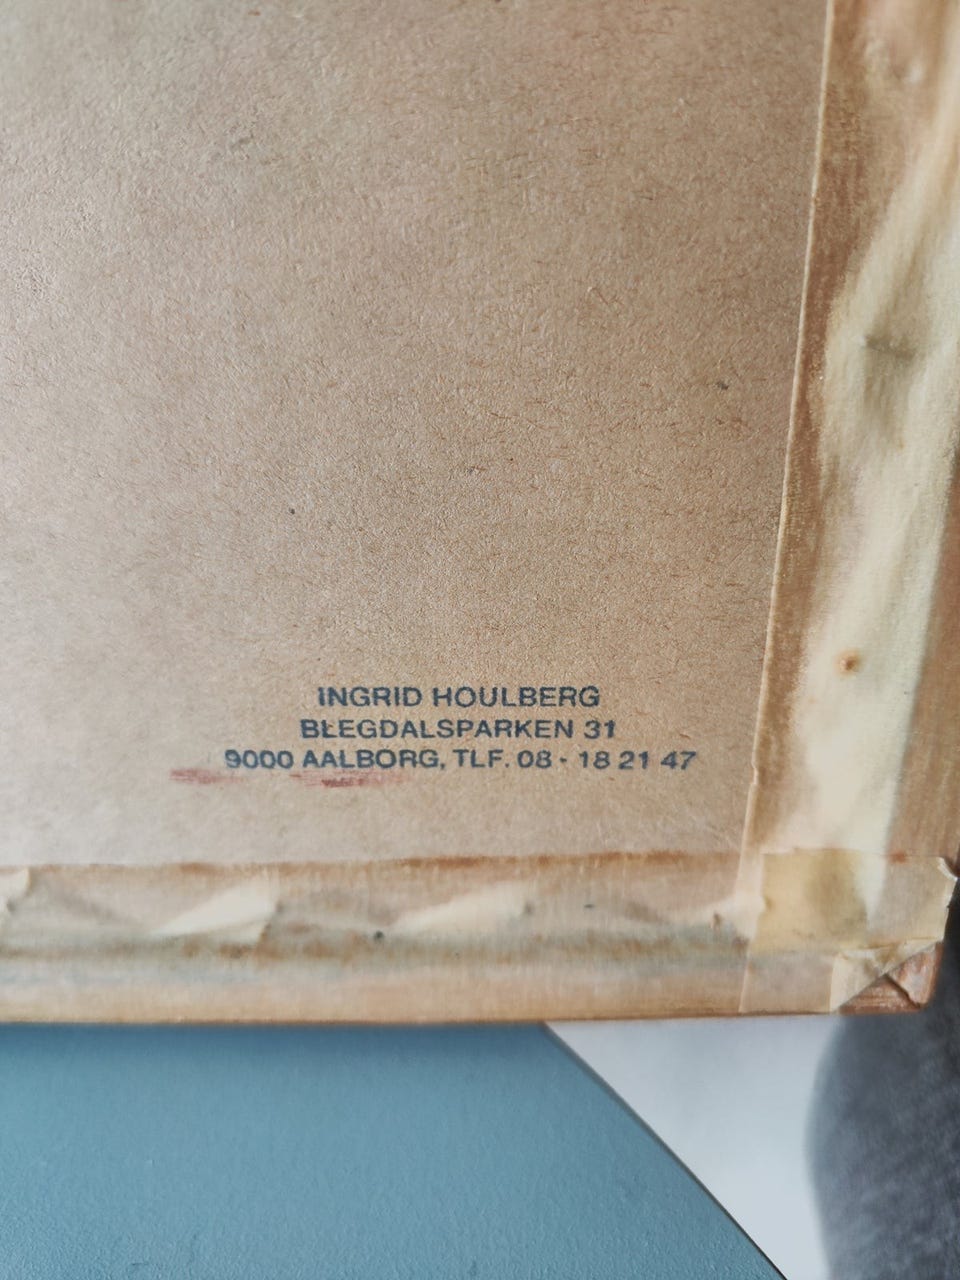 INGRID HOULBERG
BLEGDALSPARKEN 31
9000 AALBORG, TLF. 08 - 18 21 47